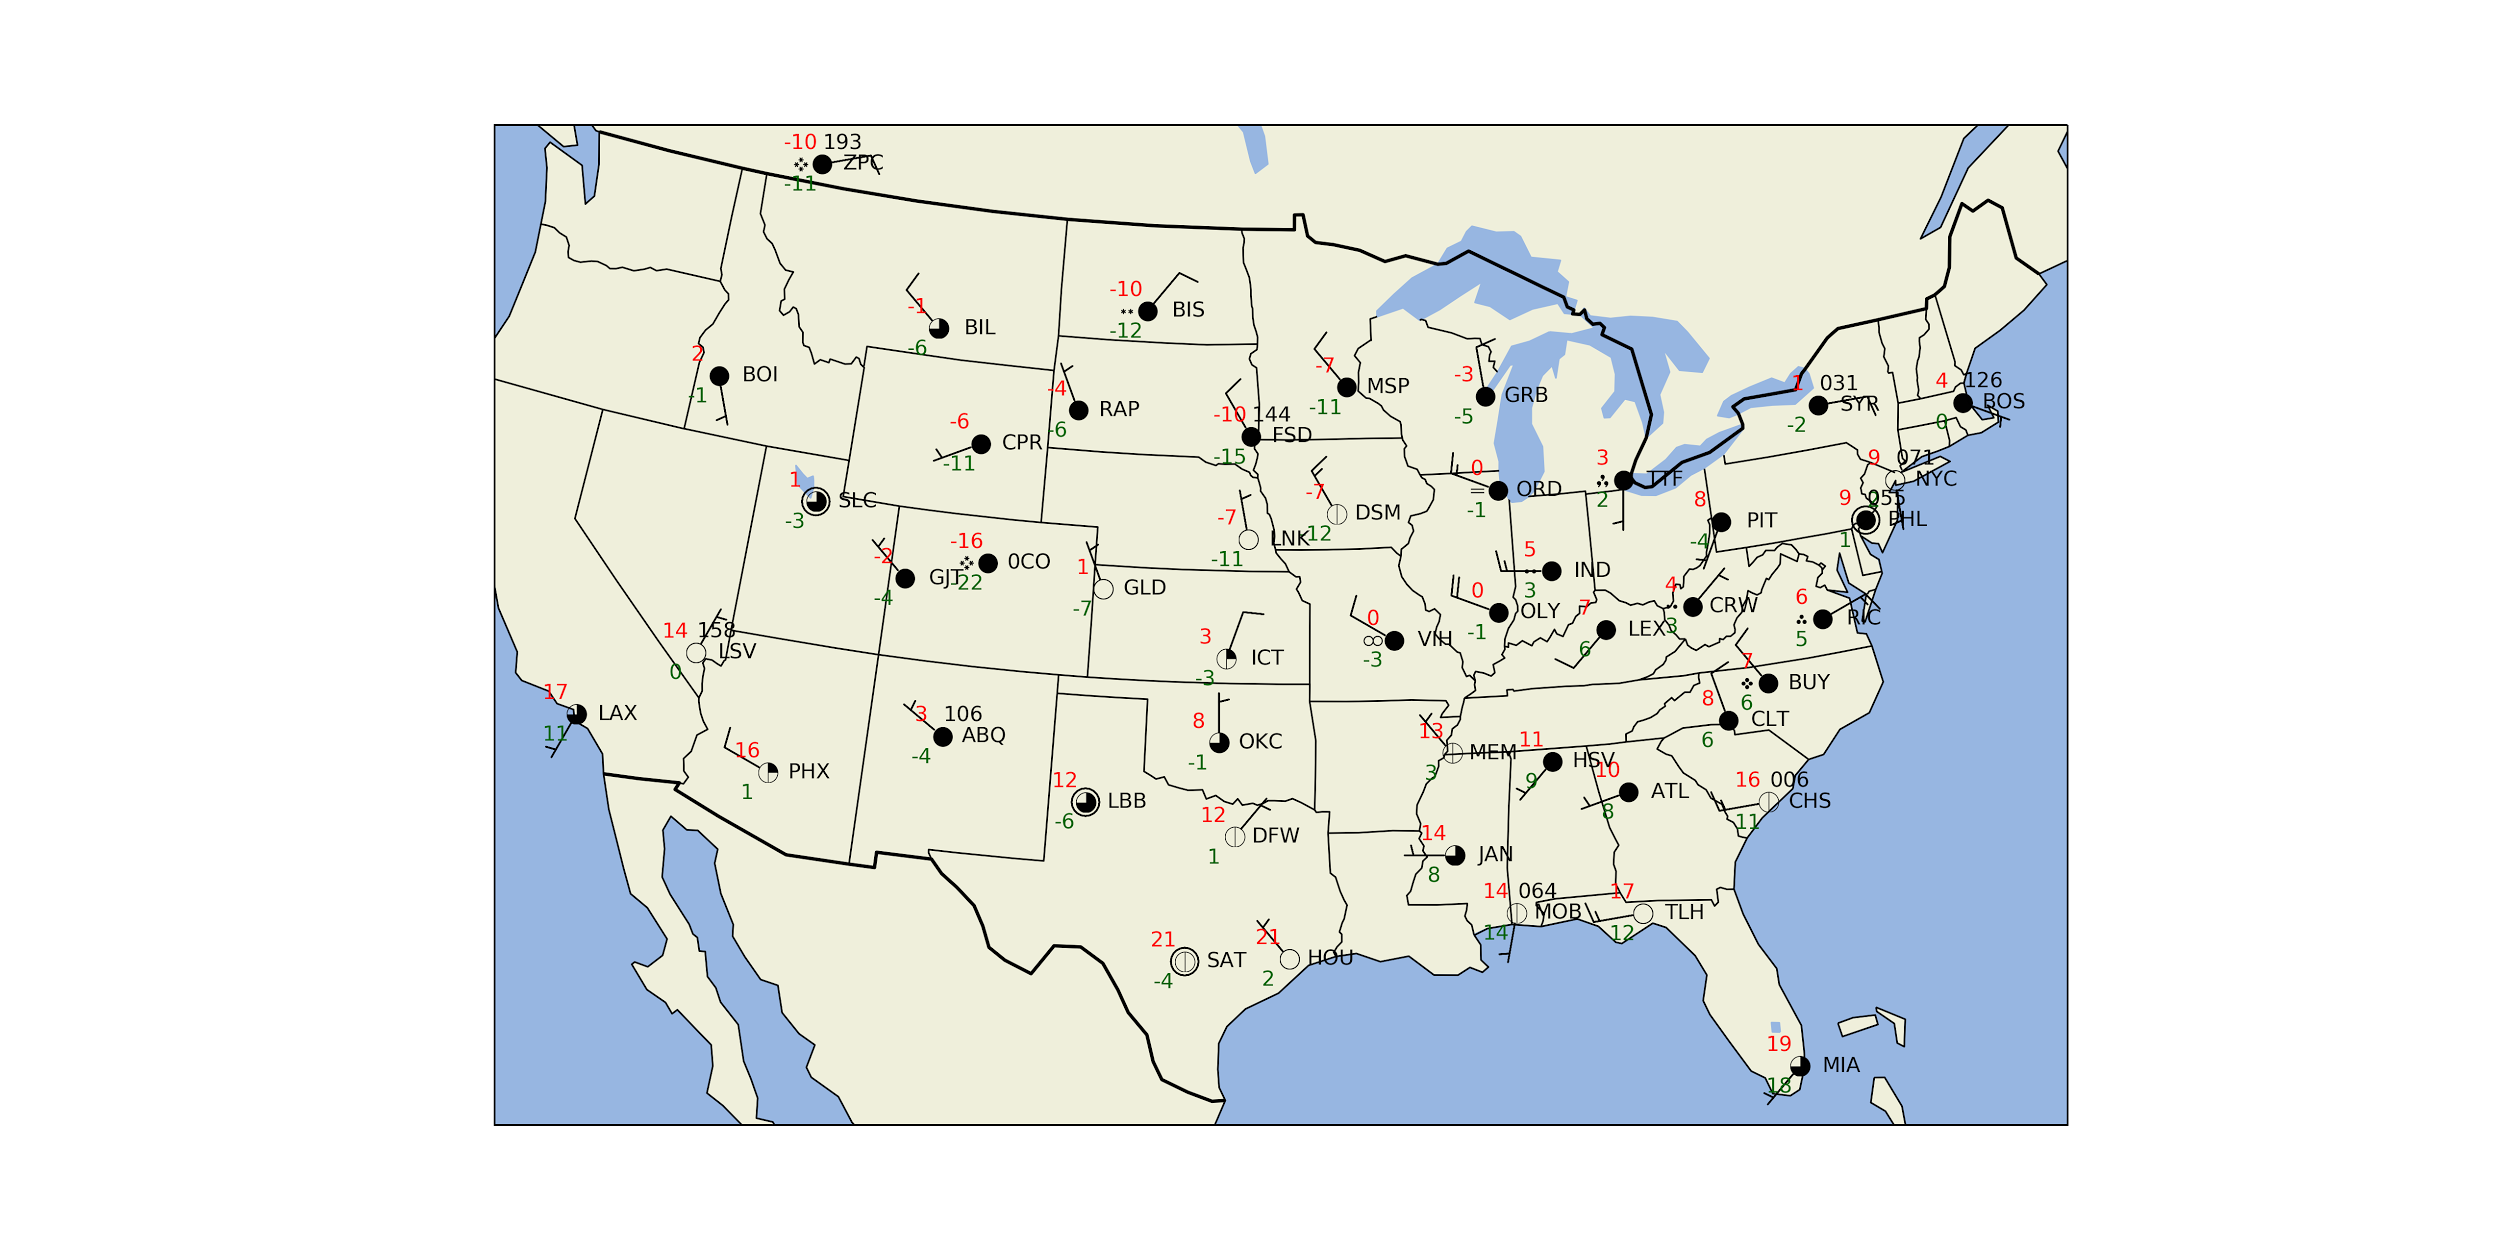 -10 193
ZPC
-11
-10
BIS
-12
-1
BIL
-6
2
BOI
-1
-4
RAP
-6
-7
MSP
-11
-3
GRB
-5
1 031
SYR
-2
4 126
BOS
0
-6
CPR
-11
-10 144
FSD
-15
1
SLC
-3
-7
DSM
-12
0
ORD
-1
3
TTF
2
9 071
NYC
8
PIT
-4
9 055
PHL
1
-7
LNK
-11
-2
GJT
-4
-16
0CO
-22
1
GLD
-7
5
IND
3
0
OLY
-1
4
CRW
3
6
RIC
5
7
LEX
6
14 158
LSV
0
3
ICT
-3
0
VIH
-3
7
BUY
6
17
LAX
11
3 106
ABQ
-4
8
OKC
-1
8
CLT
6
16
PHX
1
13
MEM
3
11
HSV
9
10
ATL
8
16 006
CHS
11
12
LBB
-6
12
DFW
1
14
JAN
8
14 064
MOB
14
17
TLH
12
21
SAT
-4
21
HOU
2
19
MIA
18